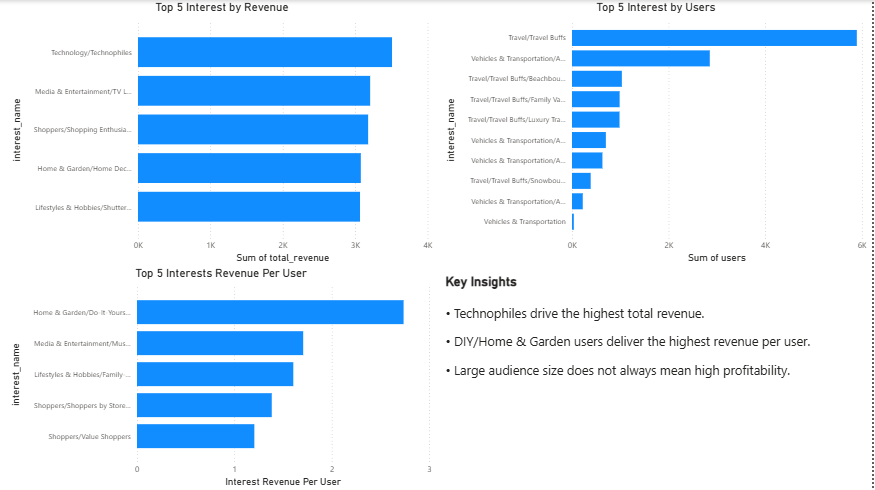 Top 5 Interest by Revenue
interest_name
Technology/Technophiles
Media & Entertainment/TV L...
Shoppers/Shopping Enthusia...
Home & Garden/Home Dec...
Lifestyles & Hobbies/Shutter...
0K 1K 2K 3K 4K
Sum of total_revenue
Top 5 Interest by Users
interest_name
Travel/Travel Buffs
Vehicles & Transportation/A...
Travel/Travel Buffs/Beachbou...
Travel/Travel Buffs/Family Va...
Travel/Travel Buffs/Luxury Tra...
Vehicles & Transportation/A...
Vehicles & Transportation/A...
Travel/Travel Buffs/Snowbou...
Vehicles & Transportation/A...
Vehicles & Transportation
0K 2K 4K 6K
Sum of users
Top 5 Interests Revenue Per User
interest_name
Home & Garden/Do-It-Yours...
Media & Entertainment/Mus...
Lifestyles & Hobbies/Family-...
Shoppers/Shoppers by Store...
Shoppers/Value Shoppers
0 1 2 3
Interest Revenue Per User
Key Insights
• Technophiles drive the highest total revenue.
• DIY/Home & Garden users deliver the highest revenue per user.
• Large audience size does not always mean high profitability.